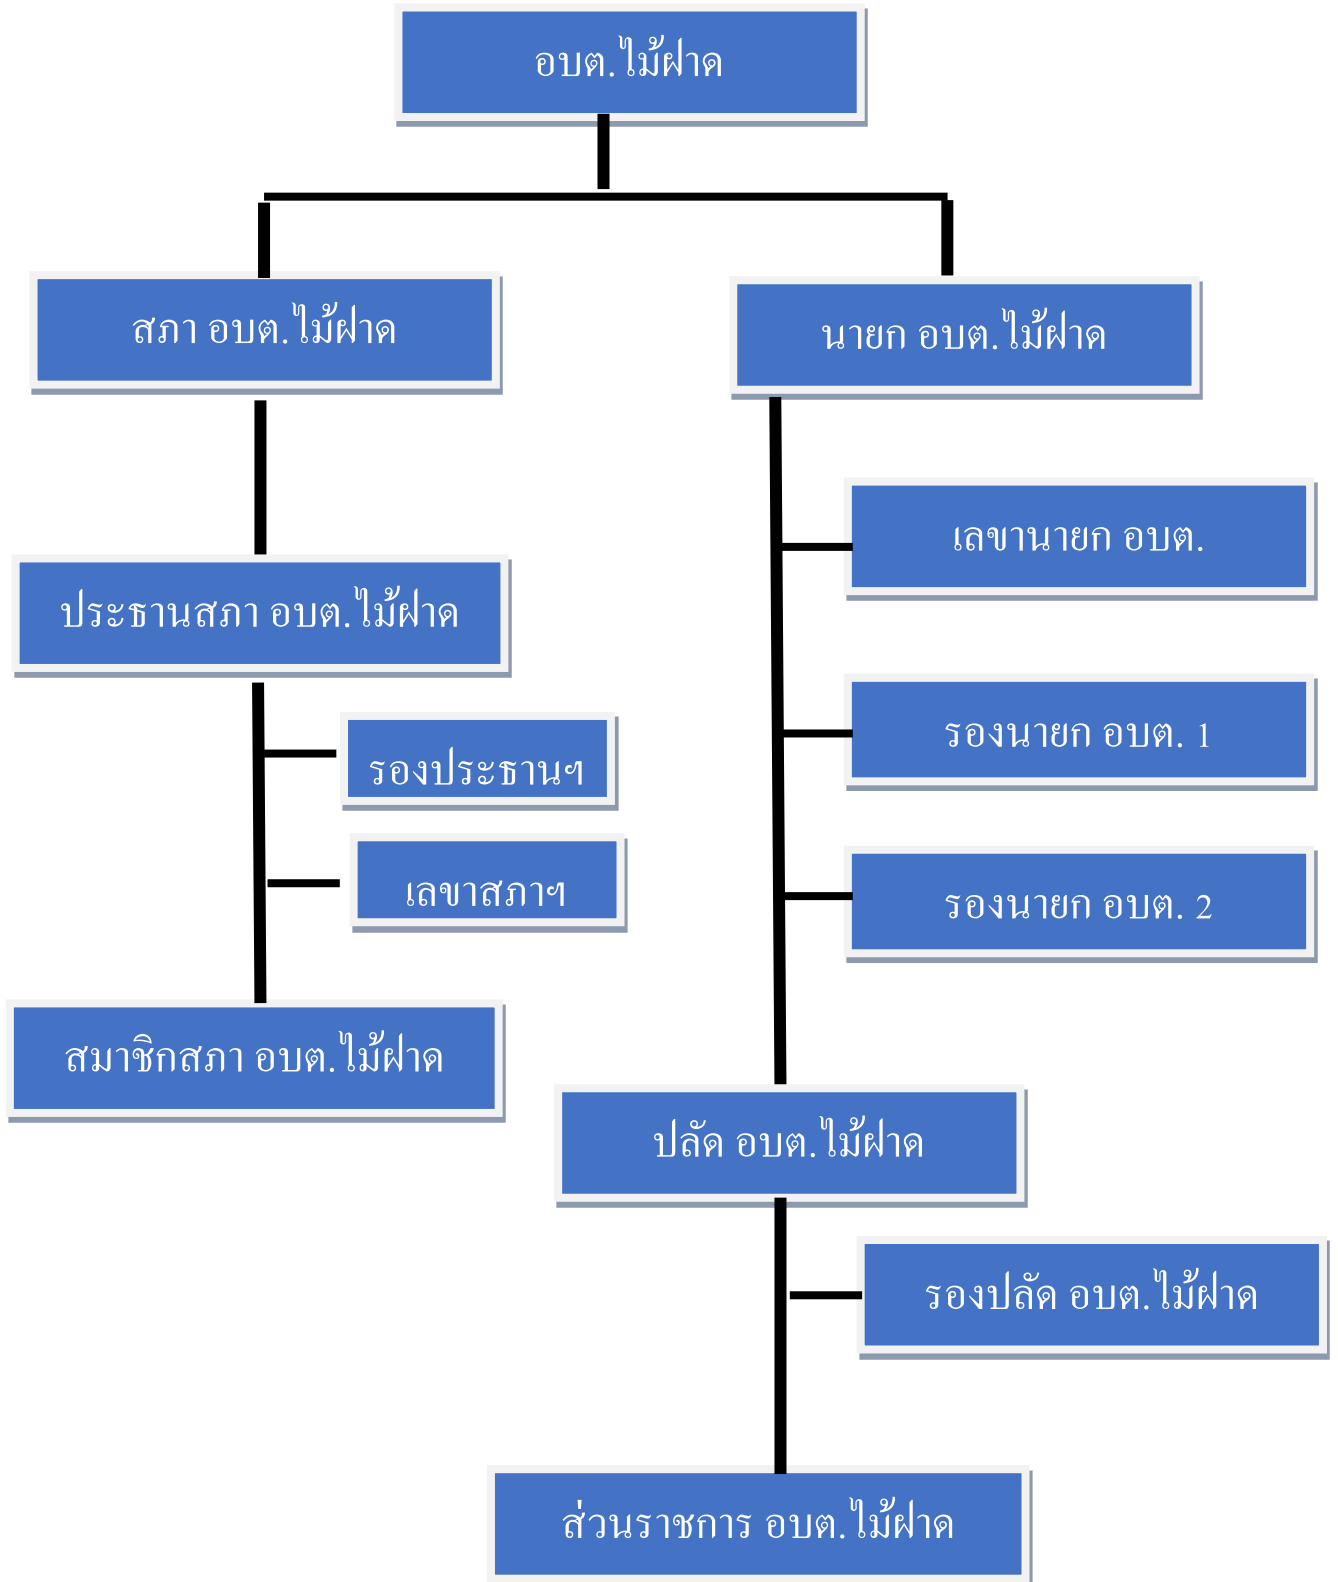 อบต.ไม้ฝาด
สภา อบต.ไม้ฝาด
นายก อบต.ไม้ฝาด
เลขานายก อบต.
ประธานสภา อบต.ไม้ฝาด
รองนายก อบต. 1
รองประธานฯ
เลขาสภาฯ
รองนายก อบต. 2
สมาชิกสภา อบต.ไม้ฝาด
ปลัด อบต.ไม้ฝาด
รองปลัด อบต.ไม้ฝาด
ส่วนราชการ อบต.ไม้ฝาด